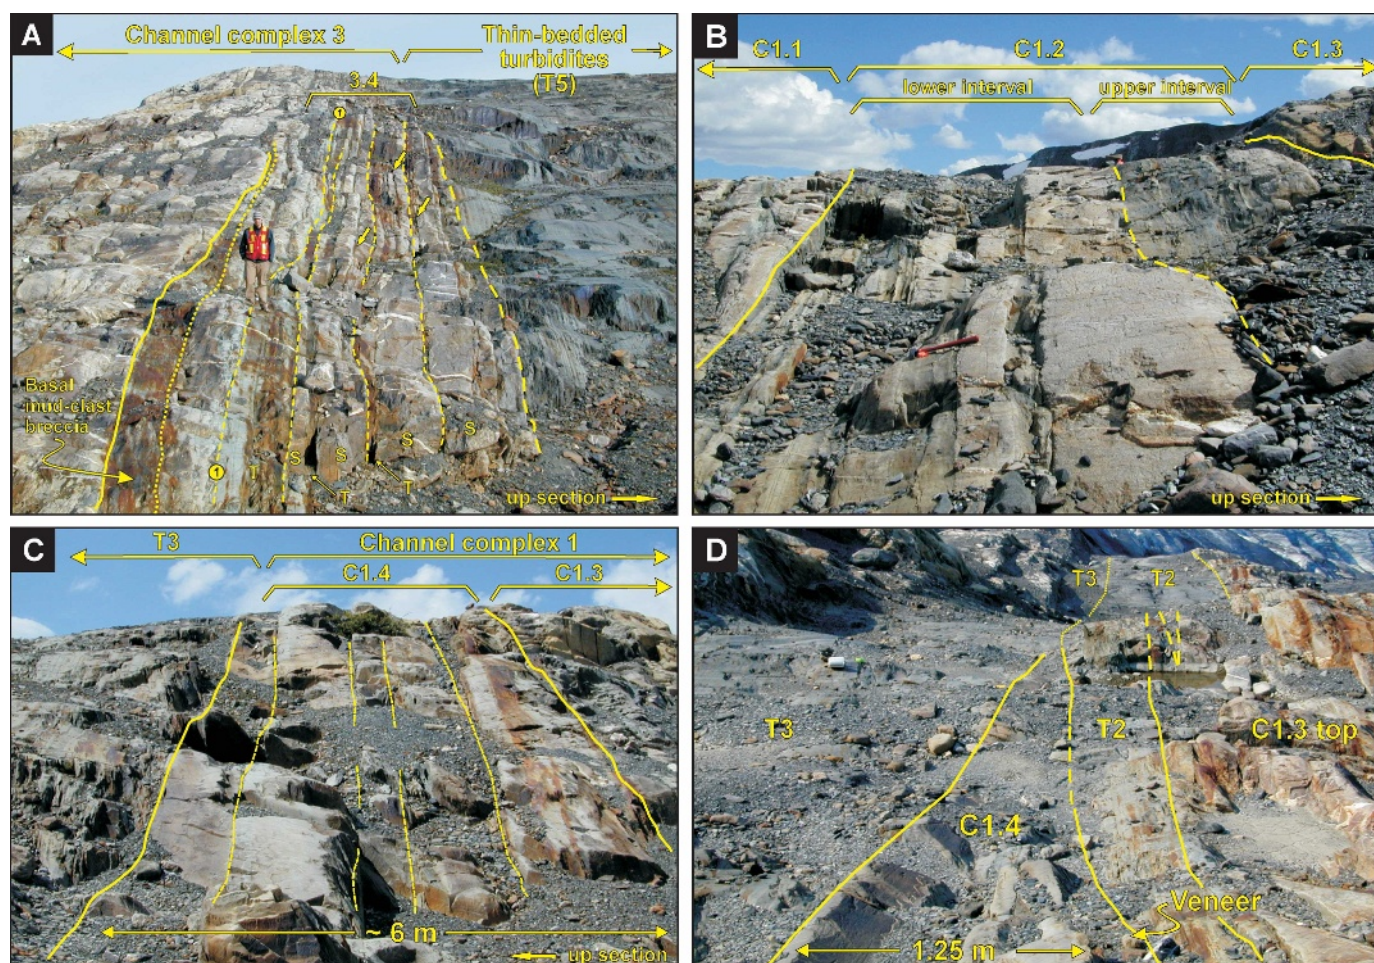 A
Channel complex 3
Thin-bedded
turbidites
(T5)
3.4
1
Basal
mud-clast
breccia
1
T
S
S
S
S
T
T
up section
B
C1.1
C1.2
C1.3
lower interval
upper interval
up section
C
T3
Channel complex 1
C1.4
C1.3
~ 6 m
up section
D
T3
T2
T3
T2
C1.3 top
C1.4
Veneer
1.25 m